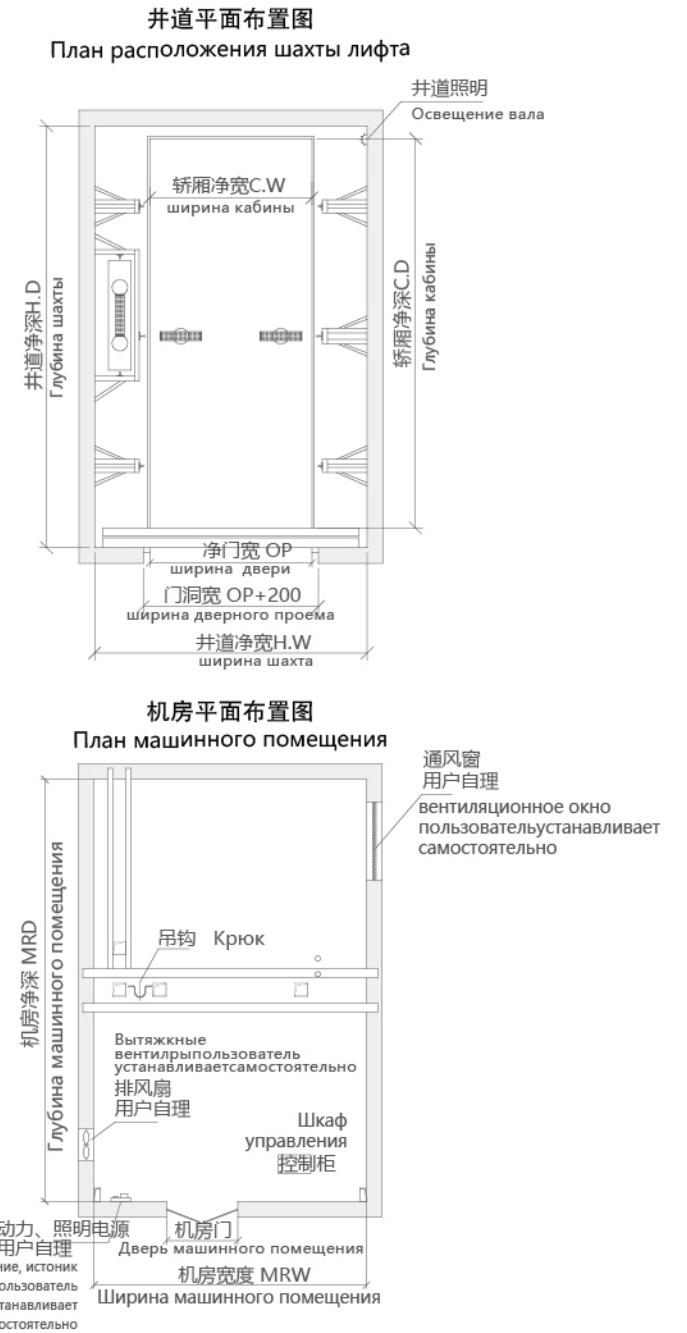 井道平面布置图
План расположения шахты лифта
井道照明
Освещение вала
轿厢净宽C.W
ширина кабины
井道净深H.D
Глубина шахты
轿厢净深C.D
Глубина кабины
净门宽 OP
ширина двери
门洞宽 OP+200
ширина дверного проема
井道净宽H.W
ширина шахта
机房平面布置图
План машинного помещения
通风窗
用户自理
вентиляционное окно
пользовательустанавливает
самостоятельно
机房净深 MRD
Глубина машинного помещения
吊钩 Крюк
Вытяжкные
вентилрыпользователь
устанавливаетсамостоятельно
排风扇
用户自理
Шкаф
управления
控制柜
动力、照明电源
用户自理
ние, истоник
пользователь
танавливает
остоятельно
机房门
Дверь машинного помещения
机房宽度 MRW
Ширина машинного помещения